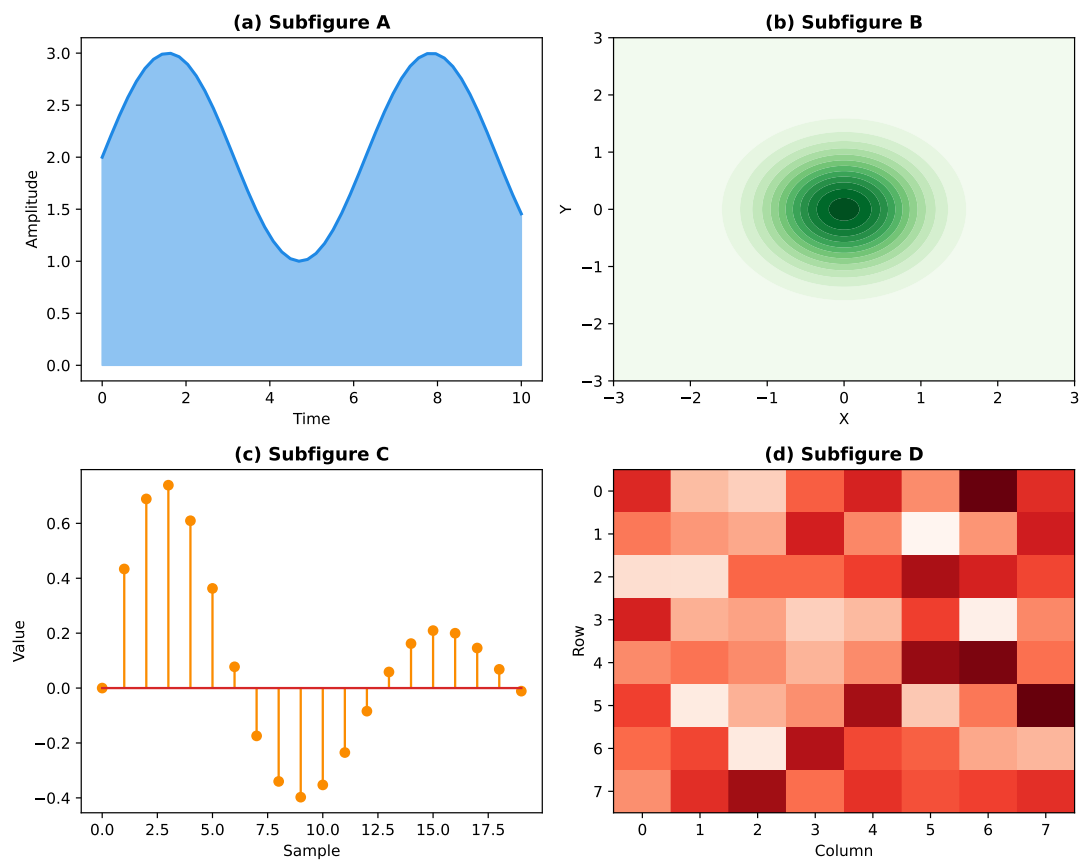 (a) Subfigure A
3.0
2.5
2.0
1.5
1.0
0.5
0.0
Amplitude
0 2 4 6 8 10
Time
(b) Subfigure B
3
2
1
0
−1
−2
−3
Y
−3 −2 −1 0 1 2 3
X
(c) Subfigure C
0.6
0.4
0.2
0.0
−0.2
−0.4
Value
0.0 2.5 5.0 7.5 10.0 12.5 15.0 17.5
Sample
(d) Subfigure D
0
1
2
3
4
5
6
7
Row
0 1 2 3 4 5 6 7
Column